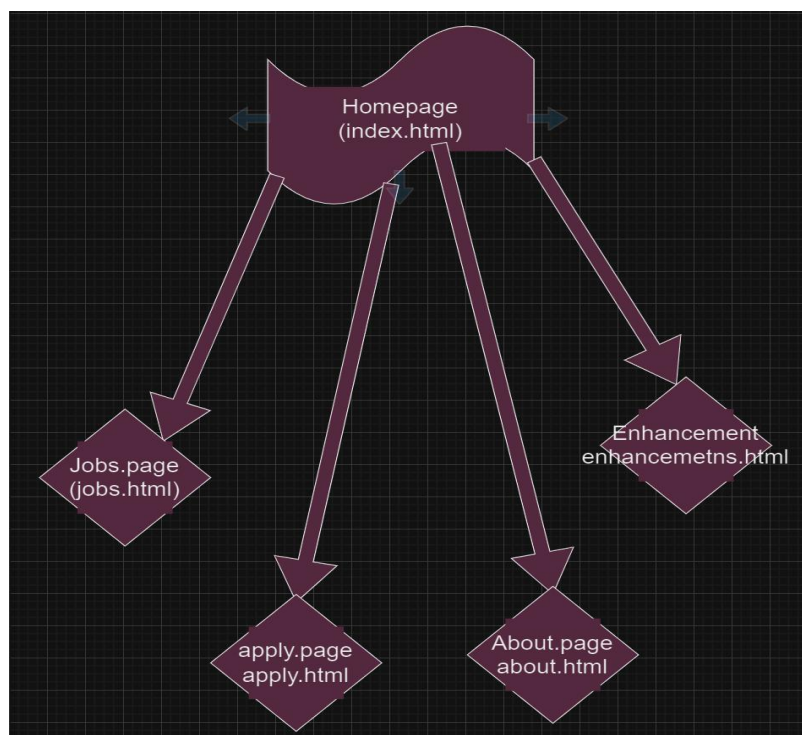 Homepage
(index.html)
Jobs.page
(jobs.html)
Enhancement
enhancemetns.html
apply.page
apply.html
About.page
about.html